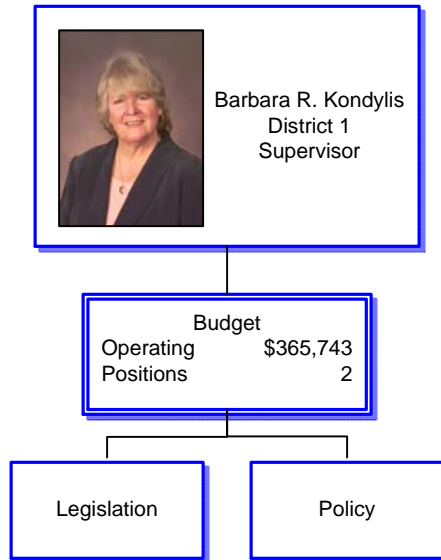 Barbara R. Kondylis
District 1
Supervisor
Budget
Operating $365,743
Positions 2
Legislation
Policy